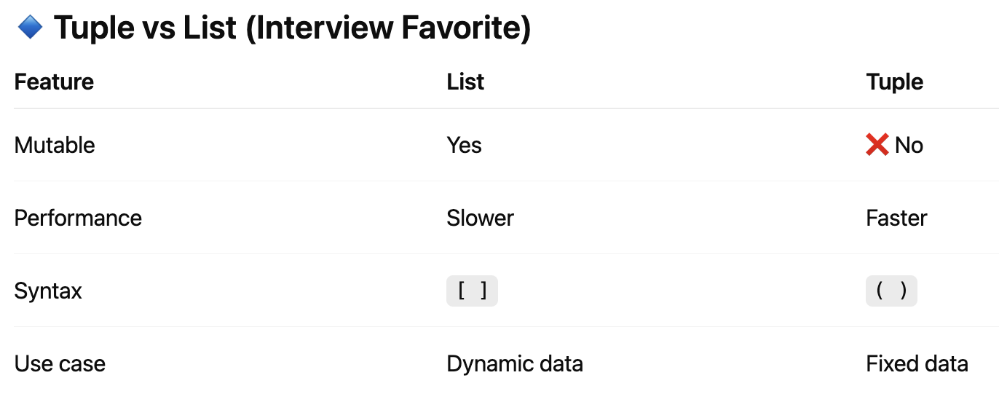 🔷 Tuple vs List (Interview Favorite)
Feature List Tuple
Mutable Yes ❌ No
Performance Slower Faster
Syntax [ ] ( )
Use case Dynamic data Fixed data